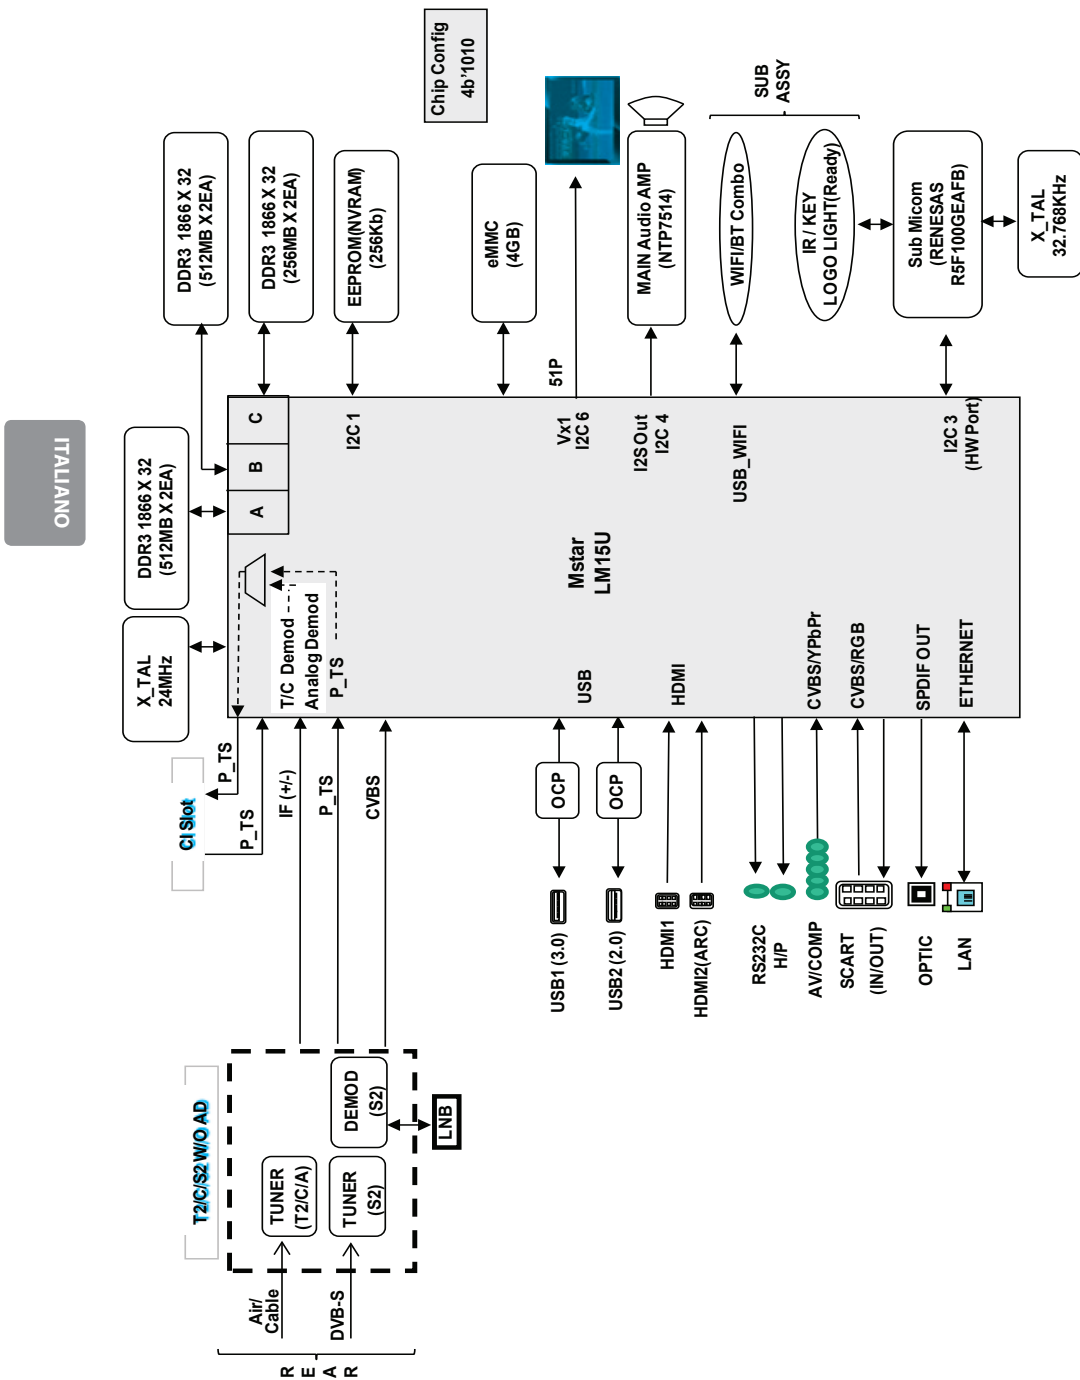 ITALIANO
Chip Config
4b'1010
DDR3 1866 X 32
(512MB X 2EA)
DDR3 1866 X 32
(256MB X 2EA)
EEPROM(NVRAM)
(256Kb)
eMMC
(4GB)
51P
MAIN Audio AMP
(NTP7514)
SUB
ASSY
WIFI/BT Combo
IR / KEY
LOGO LIGHT(Ready)
Sub Micom
(RENESAS
R5F100GEAFB)
X_TAL
32.768KHz
DDR3 1866 X 32
(512MB X 2EA)
X_TAL
24MHz
A
B
C
I2C 1
Vx1
I2C 6
I2S Out
I2C 4
USB_WIFI
I2C 3
(HW Port)
Mstar
LM15U
T/C Demod
Analog Demod
P_TS
USB
HDMI
CVBS/YPbPr
CVBS/RGB
SPDIF OUT
ETHERNET
CI Slot
P_TS
P_TS
IF (+/-)
P_TS
CVBS
OCP
OCP
USB1 (3.0)
USB2 (2.0)
HDMI1
HDMI2(ARC)
RS232C
H/P
AV/COMP
SCART
(IN/OUT)
OPTIC
LAN
T2/C/S2 W/O AD
TUNER
(T2/C/A)
TUNER
(S2)
DEMOD
(S2)
LNB
Air/
Cable
DVB-S
R
E
A
R